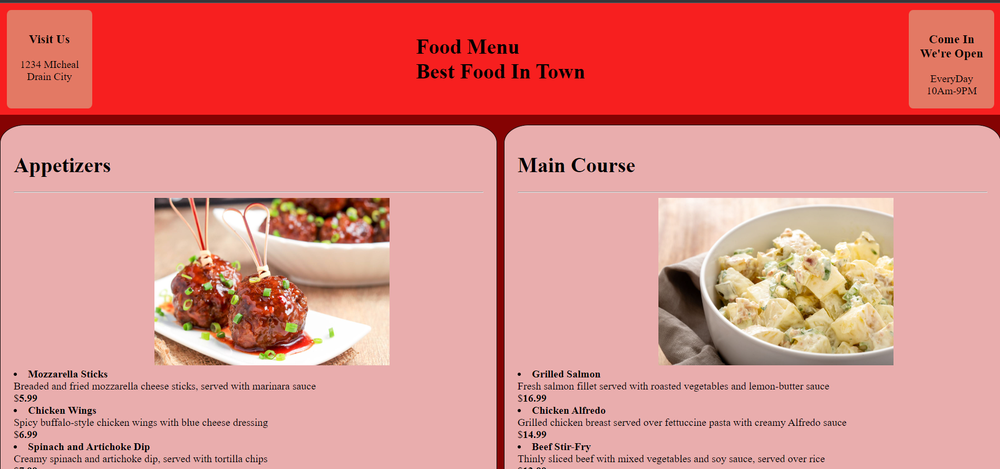 Visit Us
1234 MIcheal
Drain City
Food Menu
Best Food In Town
Come In
We're Open
EveryDay
10Am-9PM
Appetizers
• Mozzarella Sticks
Breaded and fried mozzarella cheese sticks, served with marinara sauce
$5.99
• Chicken Wings
Spicy buffalo-style chicken wings with blue cheese dressing
$6.99
• Spinach and Artichoke Dip
Creamy spinach and artichoke dip, served with tortilla chips
Main Course
• Grilled Salmon
Fresh salmon fillet served with roasted vegetables and lemon-butter sauce
$16.99
• Chicken Alfredo
Grilled chicken breast served over fettuccine pasta with creamy Alfredo sauce
$14.99
• Beef Stir-Fry
Thinly sliced beef with mixed vegetables and soy sauce, served over rice